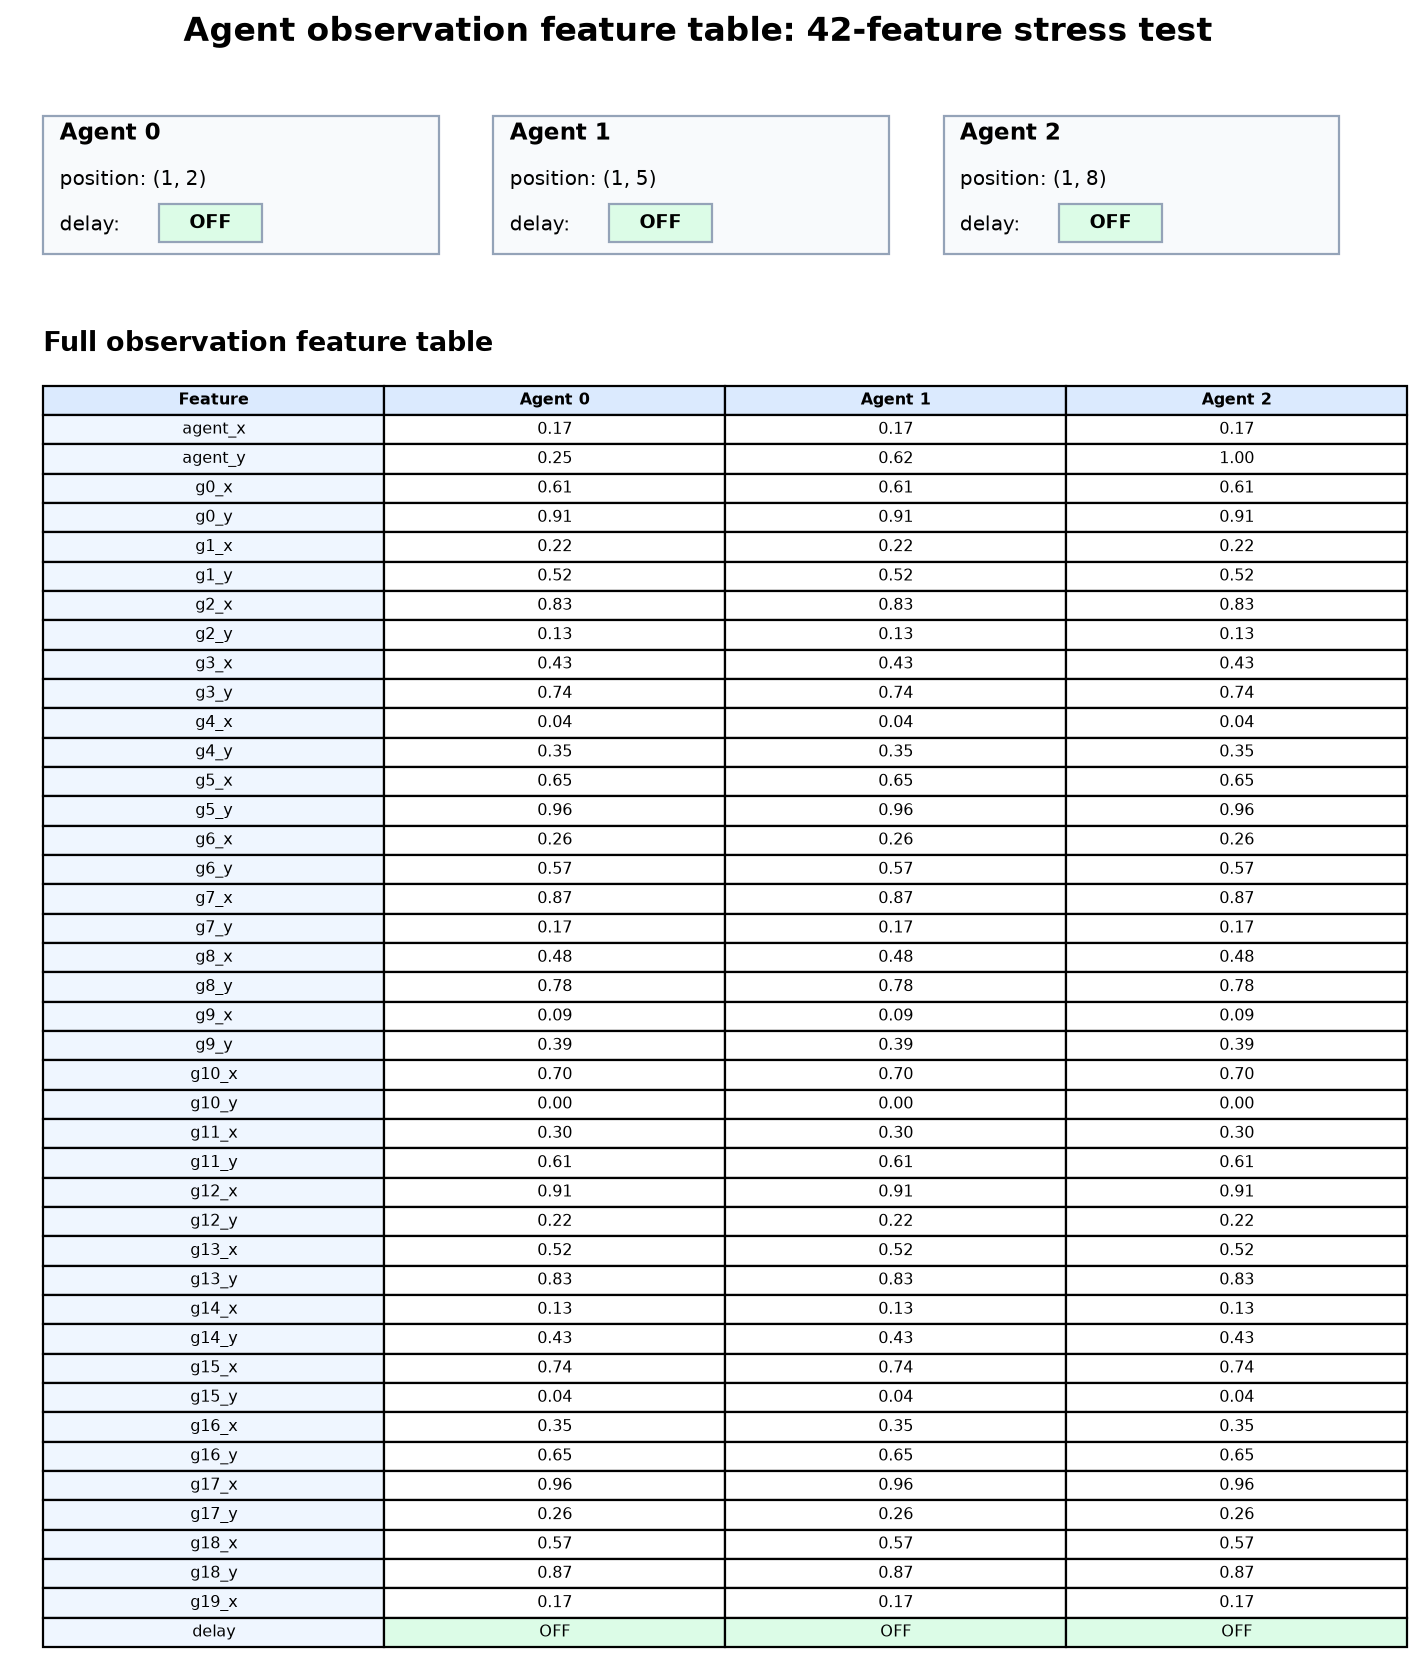 Agent observation feature table: 42-feature stress test
Agent 0
position: (1, 2)
delay: OFF
Agent 1
position: (1, 5)
delay: OFF
Agent 2
position: (1, 8)
delay: OFF
Full observation feature table
Feature Agent 0 Agent 1 Agent 2
agent_x 0.17 0.17 0.17
agent_y 0.25 0.62 1.00
g0_x 0.61 0.61 0.61
g0_y 0.91 0.91 0.91
g1_x 0.22 0.22 0.22
g1_y 0.52 0.52 0.52
g2_x 0.83 0.83 0.83
g2_y 0.13 0.13 0.13
g3_x 0.43 0.43 0.43
g3_y 0.74 0.74 0.74
g4_x 0.04 0.04 0.04
g4_y 0.35 0.35 0.35
g5_x 0.65 0.65 0.65
g5_y 0.96 0.96 0.96
g6_x 0.26 0.26 0.26
g6_y 0.57 0.57 0.57
g7_x 0.87 0.87 0.87
g7_y 0.17 0.17 0.17
g8_x 0.48 0.48 0.48
g8_y 0.78 0.78 0.78
g9_x 0.09 0.09 0.09
g9_y 0.39 0.39 0.39
g10_x 0.70 0.70 0.70
g10_y 0.00 0.00 0.00
g11_x 0.30 0.30 0.30
g11_y 0.61 0.61 0.61
g12_x 0.91 0.91 0.91
g12_y 0.22 0.22 0.22
g13_x 0.52 0.52 0.52
g13_y 0.83 0.83 0.83
g14_x 0.13 0.13 0.13
g14_y 0.43 0.43 0.43
g15_x 0.74 0.74 0.74
g15_y 0.04 0.04 0.04
g16_x 0.35 0.35 0.35
g16_y 0.65 0.65 0.65
g17_x 0.96 0.96 0.96
g17_y 0.26 0.26 0.26
g18_x 0.57 0.57 0.57
g18_y 0.87 0.87 0.87
g19_x 0.17 0.17 0.17
delay OFF OFF OFF